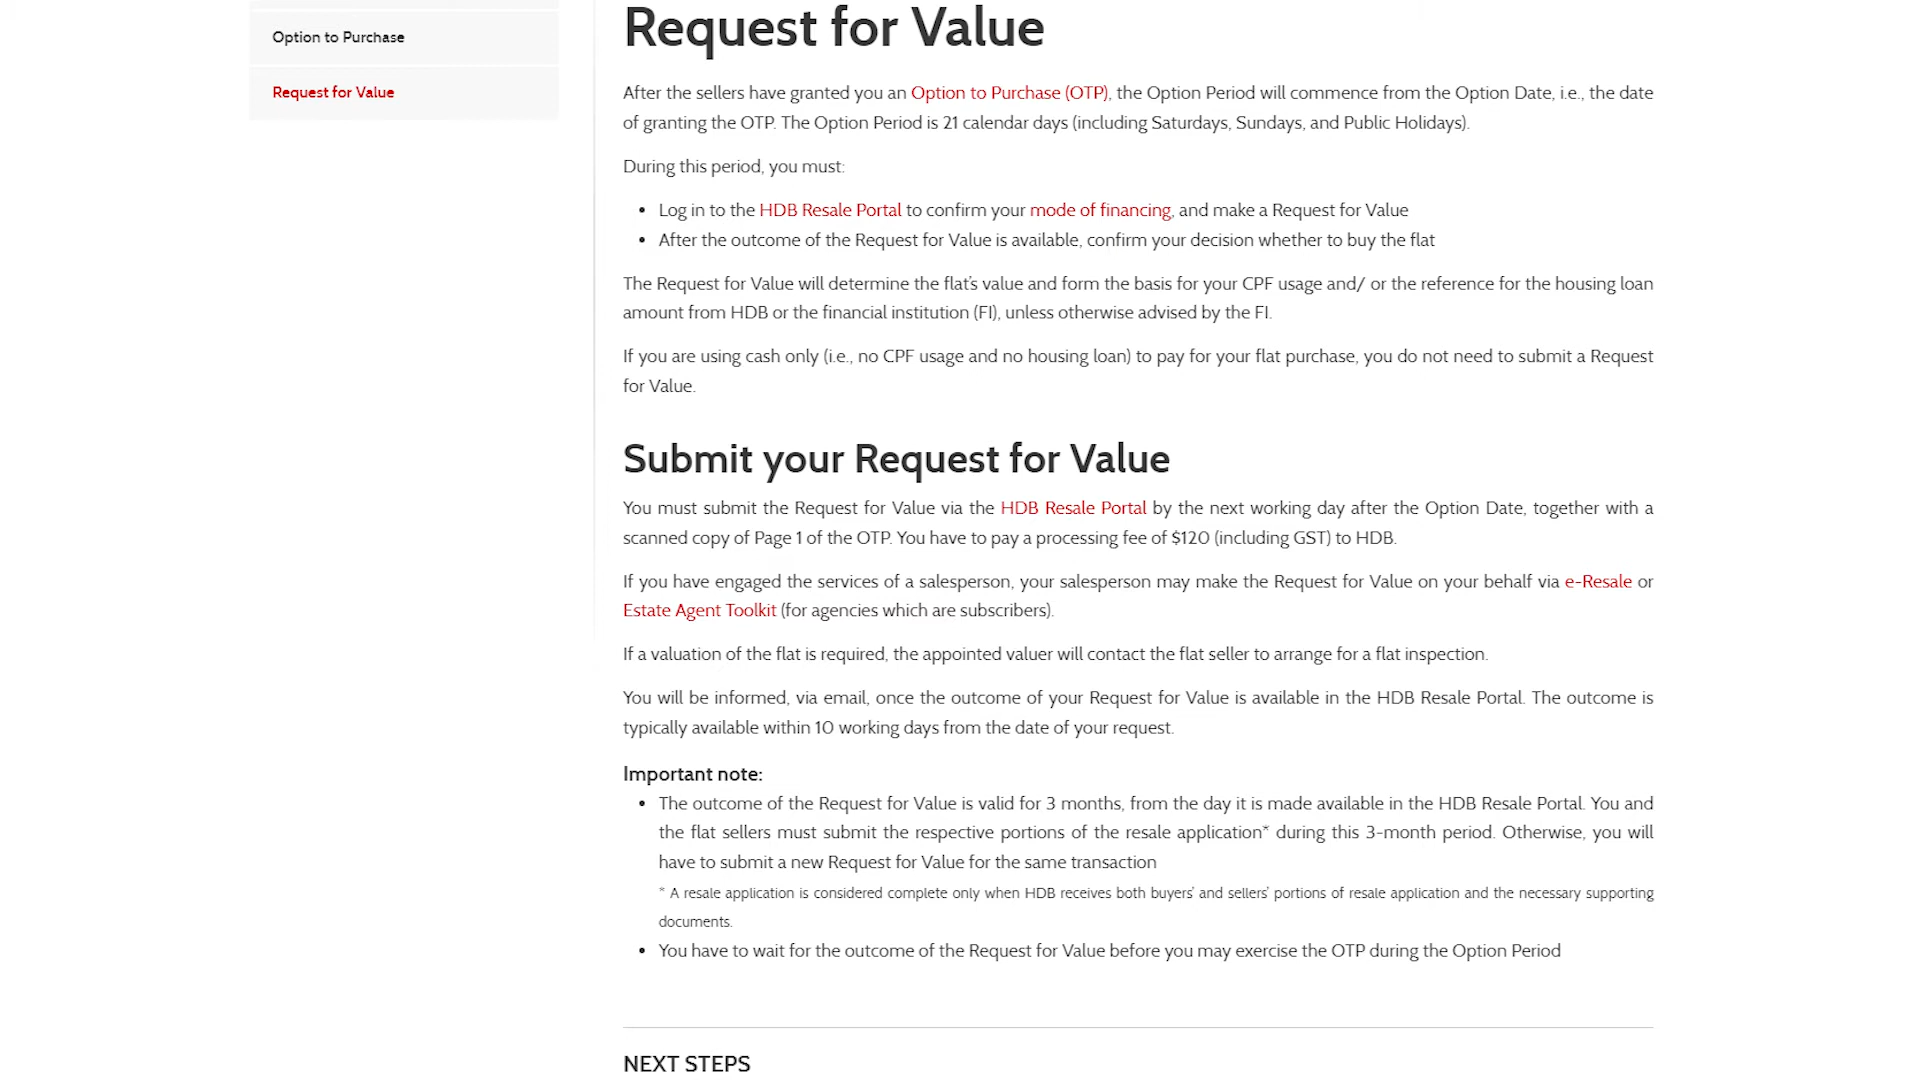 Option to Purchase
Request for Value
Request for Value
After the sellers have granted you an Option to Purchase (OTP), the Option Period will commence from the Option Date, i.e., the date
of granting the OTP. The Option Period is 21 calendar days (including Saturdays, Sundays, and Public Holidays).
During this period, you must:
• Log in to the HDB Resale Portal to confirm your mode of financing, and make a Request for Value
• After the outcome of the Request for Value is available, confirm your decision whether to buy the flat
The Request for Value will determine the flat's value and form the basis for your CPF usage and/ or the reference for the housing loan
amount from HDB or the financial institution (FI), unless otherwise advised by the FI.
If you are using cash only (i.e., no CPF usage and no housing loan) to pay for your flat purchase, you do not need to submit a Request
for Value.
Submit your Request for Value
You must submit the Request for Value via the HDB Resale Portal by the next working day after the Option Date, together with a
scanned copy of Page 1 of the OTP. You have to pay a processing fee of $120 (including GST) to HDB.
If you have engaged the services of a salesperson, your salesperson may make the Request for Value on your behalf via e-Resale or
Estate Agent Toolkit (for agencies which are subscribers).
If a valuation of the flat is required, the appointed valuer will contact the flat seller to arrange for a flat inspection.
You will be informed, via email, once the outcome of your Request for Value is available in the HDB Resale Portal. The outcome is
typically available within 10 working days from the date of your request.
Important note:
• The outcome of the Request for Value is valid for 3 months, from the day it is made available in the HDB Resale Portal. You and
the flat sellers must submit the respective portions of the resale application* during this 3-month period. Otherwise, you will
have to submit a new Request for Value for the same transaction
* A resale application is considered complete only when HDB receives both buyers' and sellers' portions of resale application and the necessary supporting
documents.
• You have to wait for the outcome of the Request for Value before you may exercise the OTP during the Option Period
NEXT STEPS